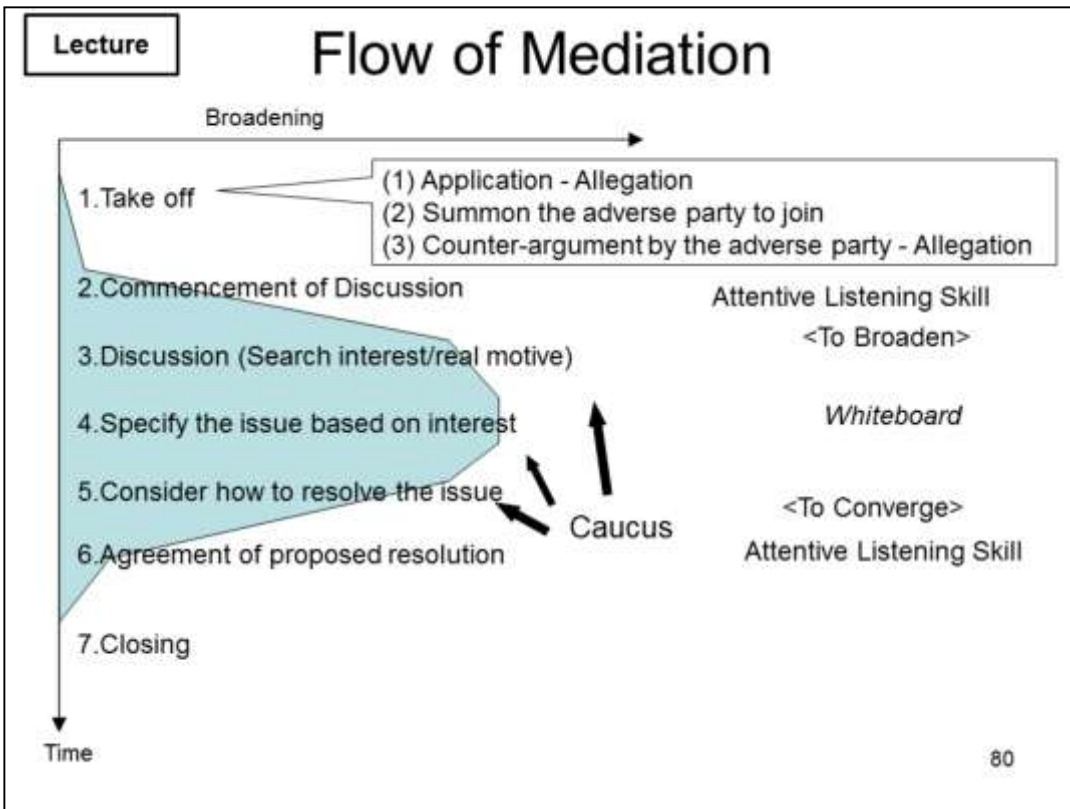 Lecture
Flow of Mediation
Broadening
1.Take off
(1) Application - Allegation
(2) Summon the adverse party to join
(3) Counter-argument by the adverse party - Allegation
2.Commencement of Discussion
Attentive Listening Skill
<To Broaden>
3.Discussion (Search interest/real motive)
4.Specify the issue based on interest
Whiteboard
5.Consider how to resolve the issue
<To Converge>
Caucus
6.Agreement of proposed resolution
Attentive Listening Skill
7.Closing
Time
80